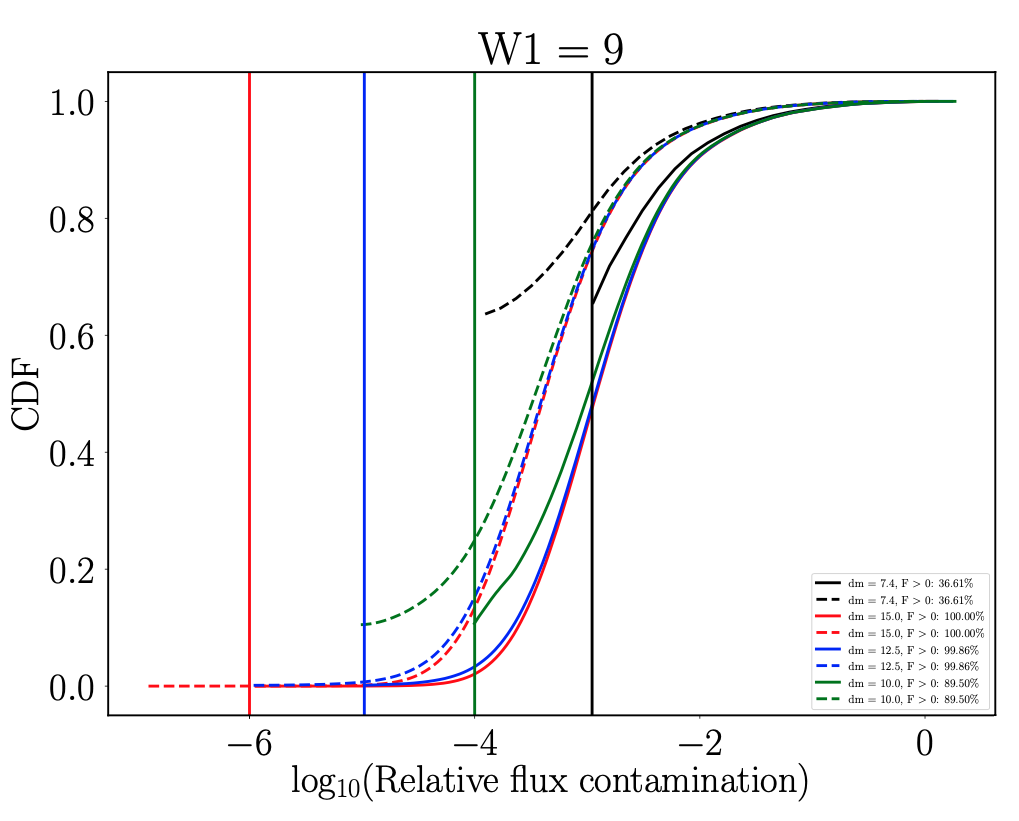 W1 = 9
1.0
0.8
0.6
0.4
0.2
0.0
CDF
−6 −4 −2 0
log₁₀(Relative flux contamination)
dm = 7.4, F > 0: 36.61%
dm = 7.4, F > 0: 36.61%
dm = 15.0, F > 0: 100.00%
dm = 15.0, F > 0: 100.00%
dm = 12.5, F > 0: 99.86%
dm = 12.5, F > 0: 99.86%
dm = 10.0, F > 0: 89.50%
dm = 10.0, F > 0: 89.50%